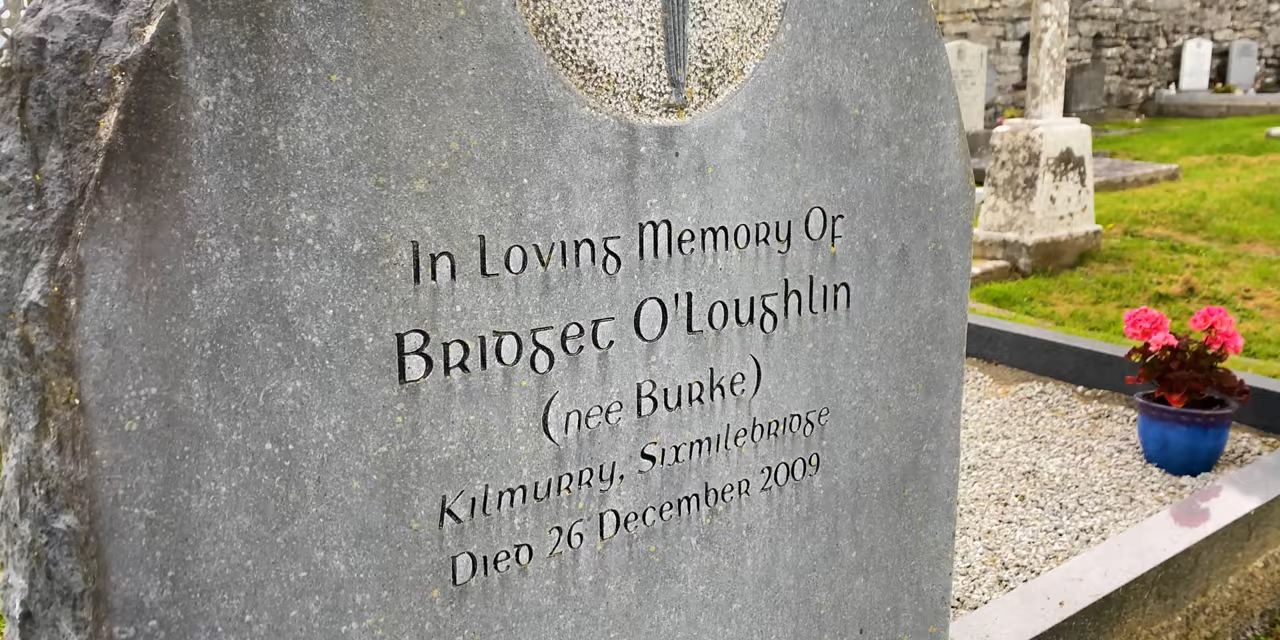 In Loving Memory Of
Bridget O'Loughlin
(nee Burke)
Kilmurry, Sixmilebridge
Died 26 December 2009